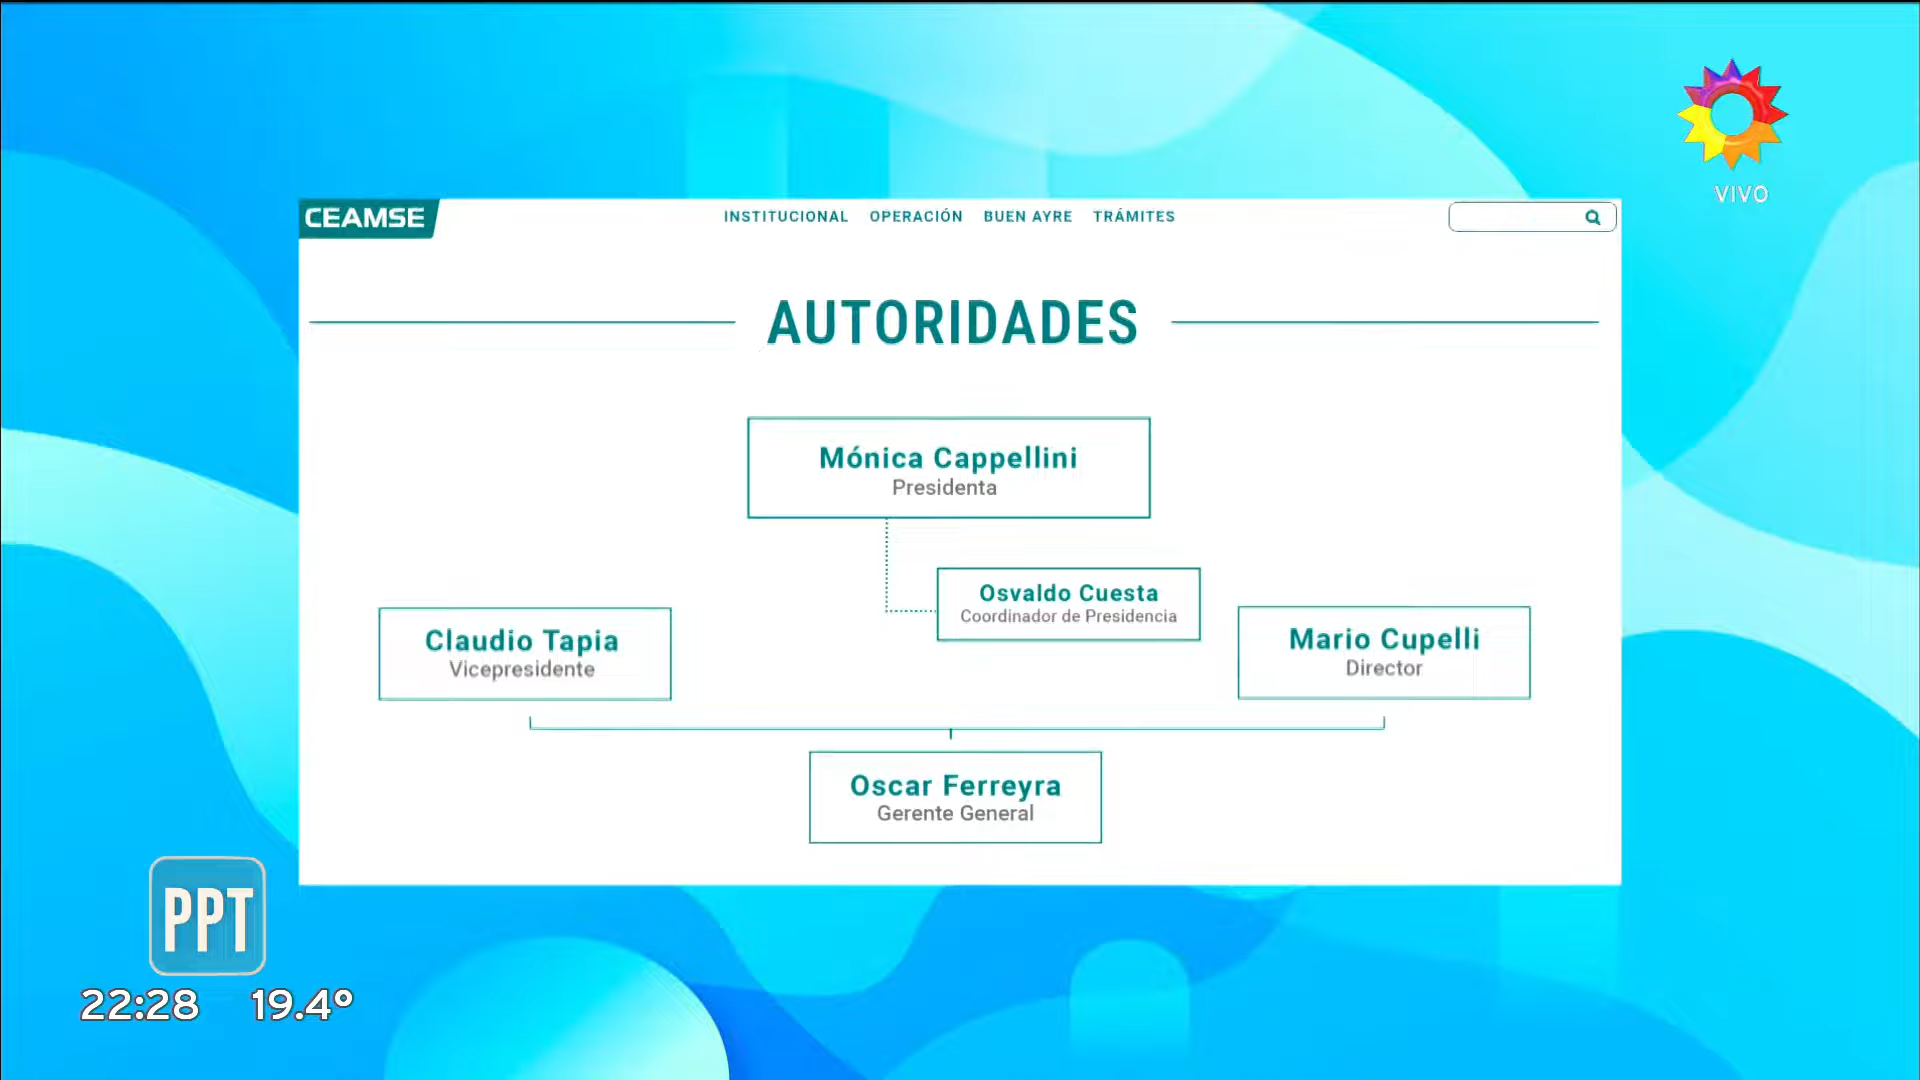 VIVO
CEAMSE
INSTITUCIONAL OPERACIÓN BUEN AYRE TRÁMITES
AUTORIDADES
Mónica Cappellini
Presidenta
Osvaldo Cuesta
Coordinador de Presidencia
Claudio Tapia
Vicepresidente
Mario Cupelli
Director
Oscar Ferreyra
Gerente General
PPT
22:28 19.4°